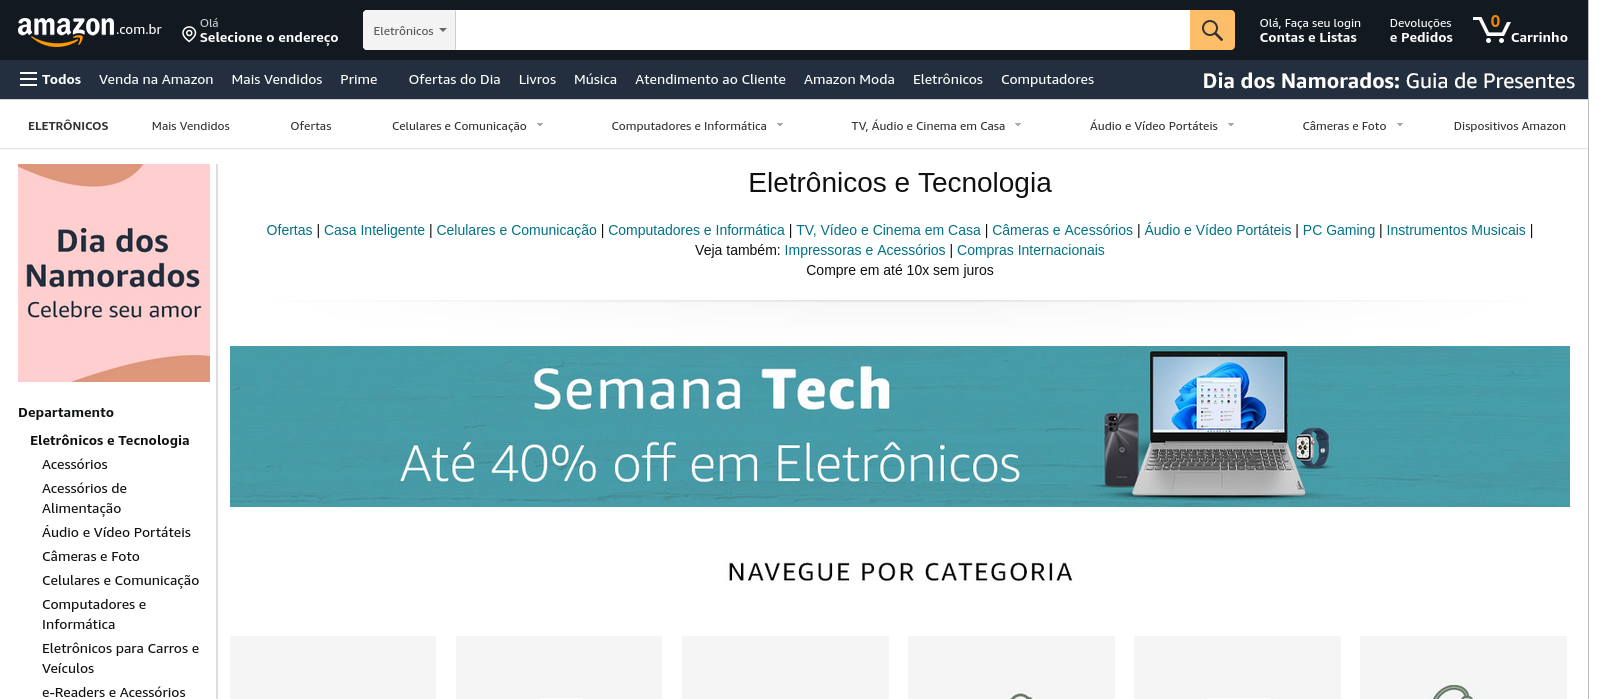 amazon.com.br
Olá
Selecione o endereço
Eletrônicos
Olá, Faça seu login
Contas e Listas
Devoluções
e Pedidos
0
Carrinho
Todos Venda na Amazon Mais Vendidos Prime Ofertas do Dia Livros Música Atendimento ao Cliente Amazon Moda Eletrônicos Computadores
Dia dos Namorados: Guia de Presentes
ELETRÔNICOS Mais Vendidos Ofertas Celulares e Comunicação Computadores e Informática TV, Áudio e Cinema em Casa Áudio e Vídeo Portáteis Câmeras e Foto Dispositivos Amazon
Dia dos
Namorados
Celebre seu amor
Departamento
Eletrônicos e Tecnologia
Acessórios
Acessórios de
Alimentação
Áudio e Vídeo Portáteis
Câmeras e Foto
Celulares e Comunicação
Computadores e
Informática
Eletrônicos para Carros e
Veículos
e-Readers e Acessórios
Eletrônicos e Tecnologia
Ofertas | Casa Inteligente | Celulares e Comunicação | Computadores e Informática | TV, Vídeo e Cinema em Casa | Câmeras e Acessórios | Áudio e Vídeo Portáteis | PC Gaming | Instrumentos Musicais |
Veja também: Impressoras e Acessórios | Compras Internacionais
Compre em até 10x sem juros
Semana Tech
Até 40% off em Eletrônicos
NAVEGUE POR CATEGORIA